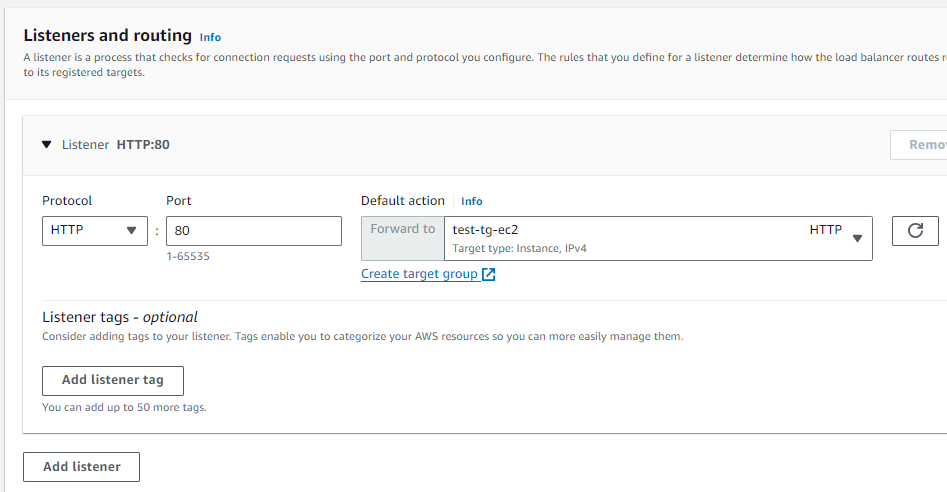 Listeners and routing Info
A listener is a process that checks for connection requests using the port and protocol you configure. The rules that you define for a listener determine how the load balancer routes
to its registered targets.
Listener HTTP:80
Protocol Port Default action Info
HTTP : 80 Forward to test-tg-ec2 HTTP
Target type: Instance, IPv4
1-65535
Create target group
Listener tags - optional
Consider adding tags to your listener. Tags enable you to categorize your AWS resources so you can more easily manage them.
Add listener tag
You can add up to 50 more tags.
Add listener